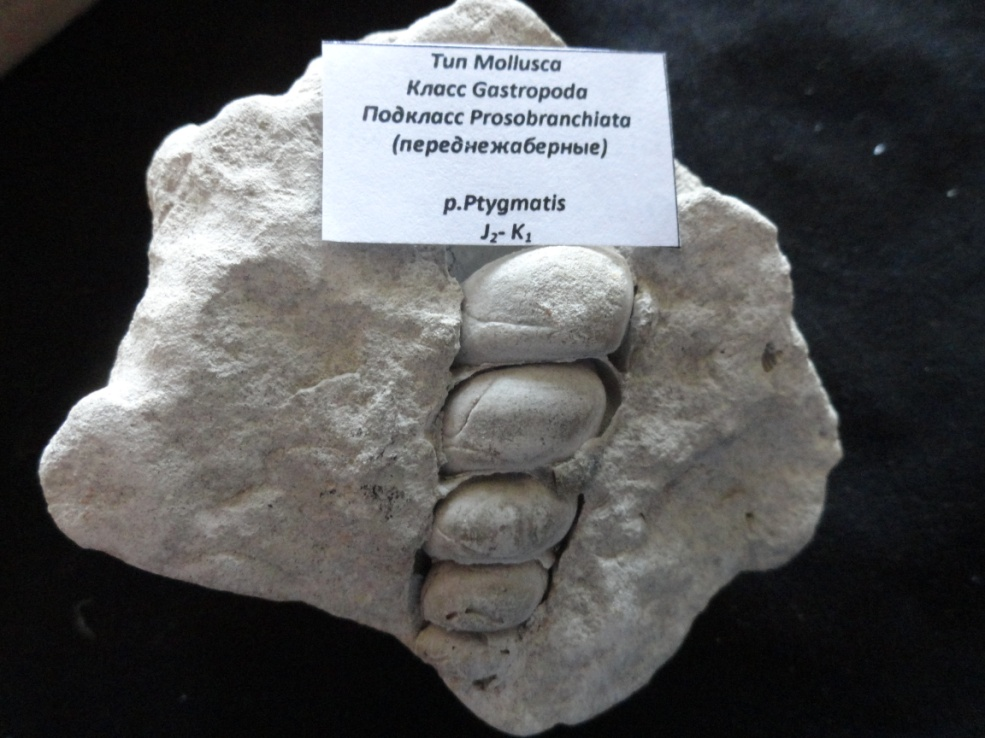 Тип Mollusca
Класс Gastropoda
Подкласс Prosobranchiata
(переднежаберные)
р.Ptygmatis
J₂- K₁